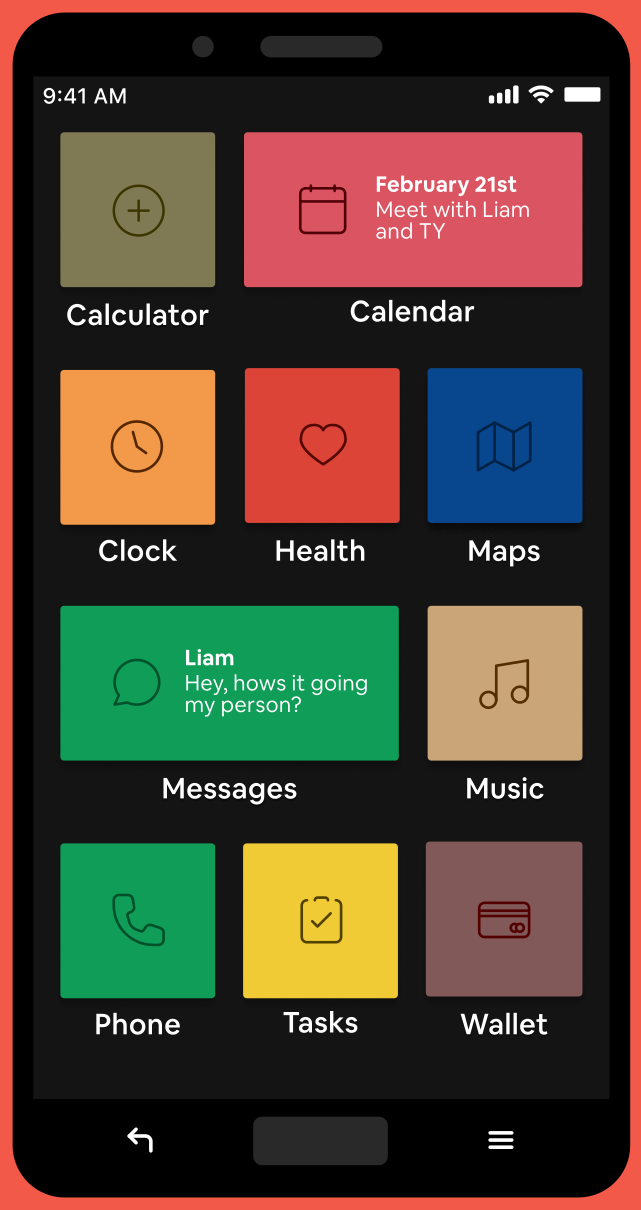 9:41 AM
February 21st
Meet with Liam
and TY
Calculator
Calendar
Clock
Health
Maps
Liam
Hey, hows it going
my person?
Messages
Music
Phone
Tasks
Wallet